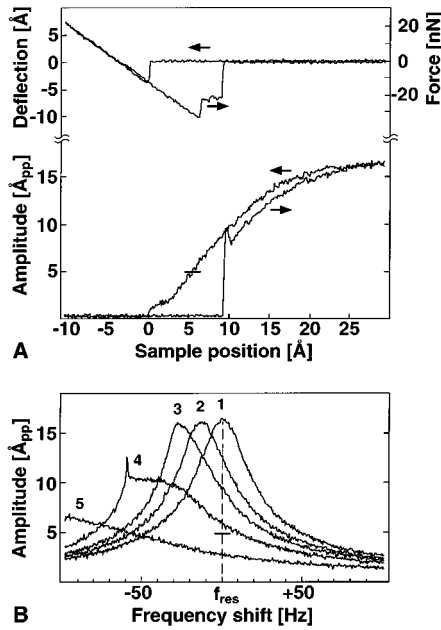 Deflection [Å]
5
0
-5
-10
Force [nN]
20
0
-20
Amplitude [Åpp]
15
10
5
-10 -5 0 5 10 15 20 25
A Sample position [Å]
Amplitude [Åpp]
15
10
5
3 2 1
4
5
-50 fres +50
B Frequency shift [Hz]